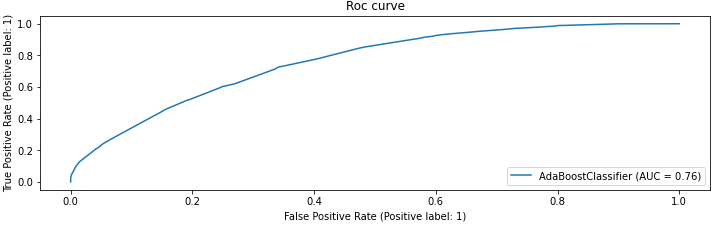 Roc curve
True Positive Rate (Positive label: 1)
1.0
0.8
0.6
0.4
0.2
0.0
AdaBoostClassifier (AUC = 0.76)
0.0 0.2 0.4 0.6 0.8 1.0
False Positive Rate (Positive label: 1)